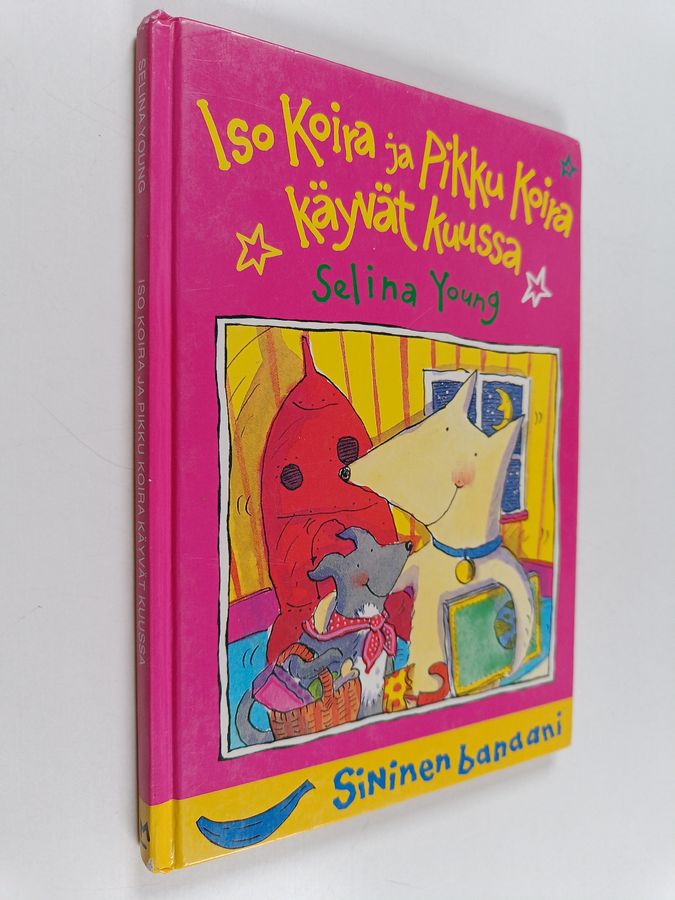 Iso Koira ja Pikku Koira
käyvät kuussa
Selina Young
Sininen banaani
SELINA YOUNG ISO KOIRA JA PIKKU KOIRA KÄYVÄT KUUSSA